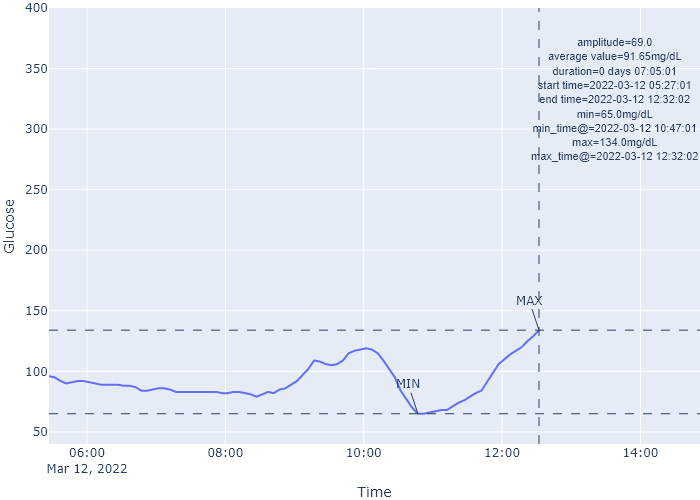 400
amplitude=69.0
average value=91.65mg/dL
350
duration=0 days 07:05:01
start time=2022-03-12 05:27:01
end time=2022-03-12 12:32:02
min=65.0mg/dL
300
min_time@=2022-03-12 10:47:01
max=134.0mg/dL
max_time@=2022-03-12 12:32:02
250
Glucose
200
150
MAX
100
MIN
50
06:00
08:00
10:00
12:00
14:00
Mar 12, 2022
Time